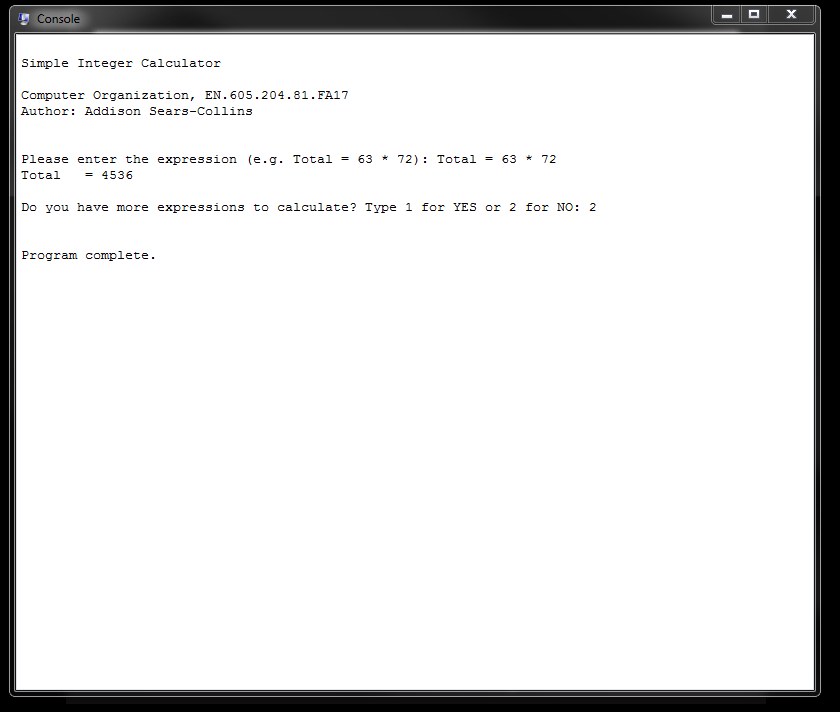 Console
Simple Integer Calculator
Computer Organization, EN.605.204.81.FA17
Author: Addison Sears-Collins
Please enter the expression (e.g. Total = 63 * 72): Total = 63 * 72
Total   = 4536
Do you have more expressions to calculate? Type 1 for YES or 2 for NO: 2
Program complete.